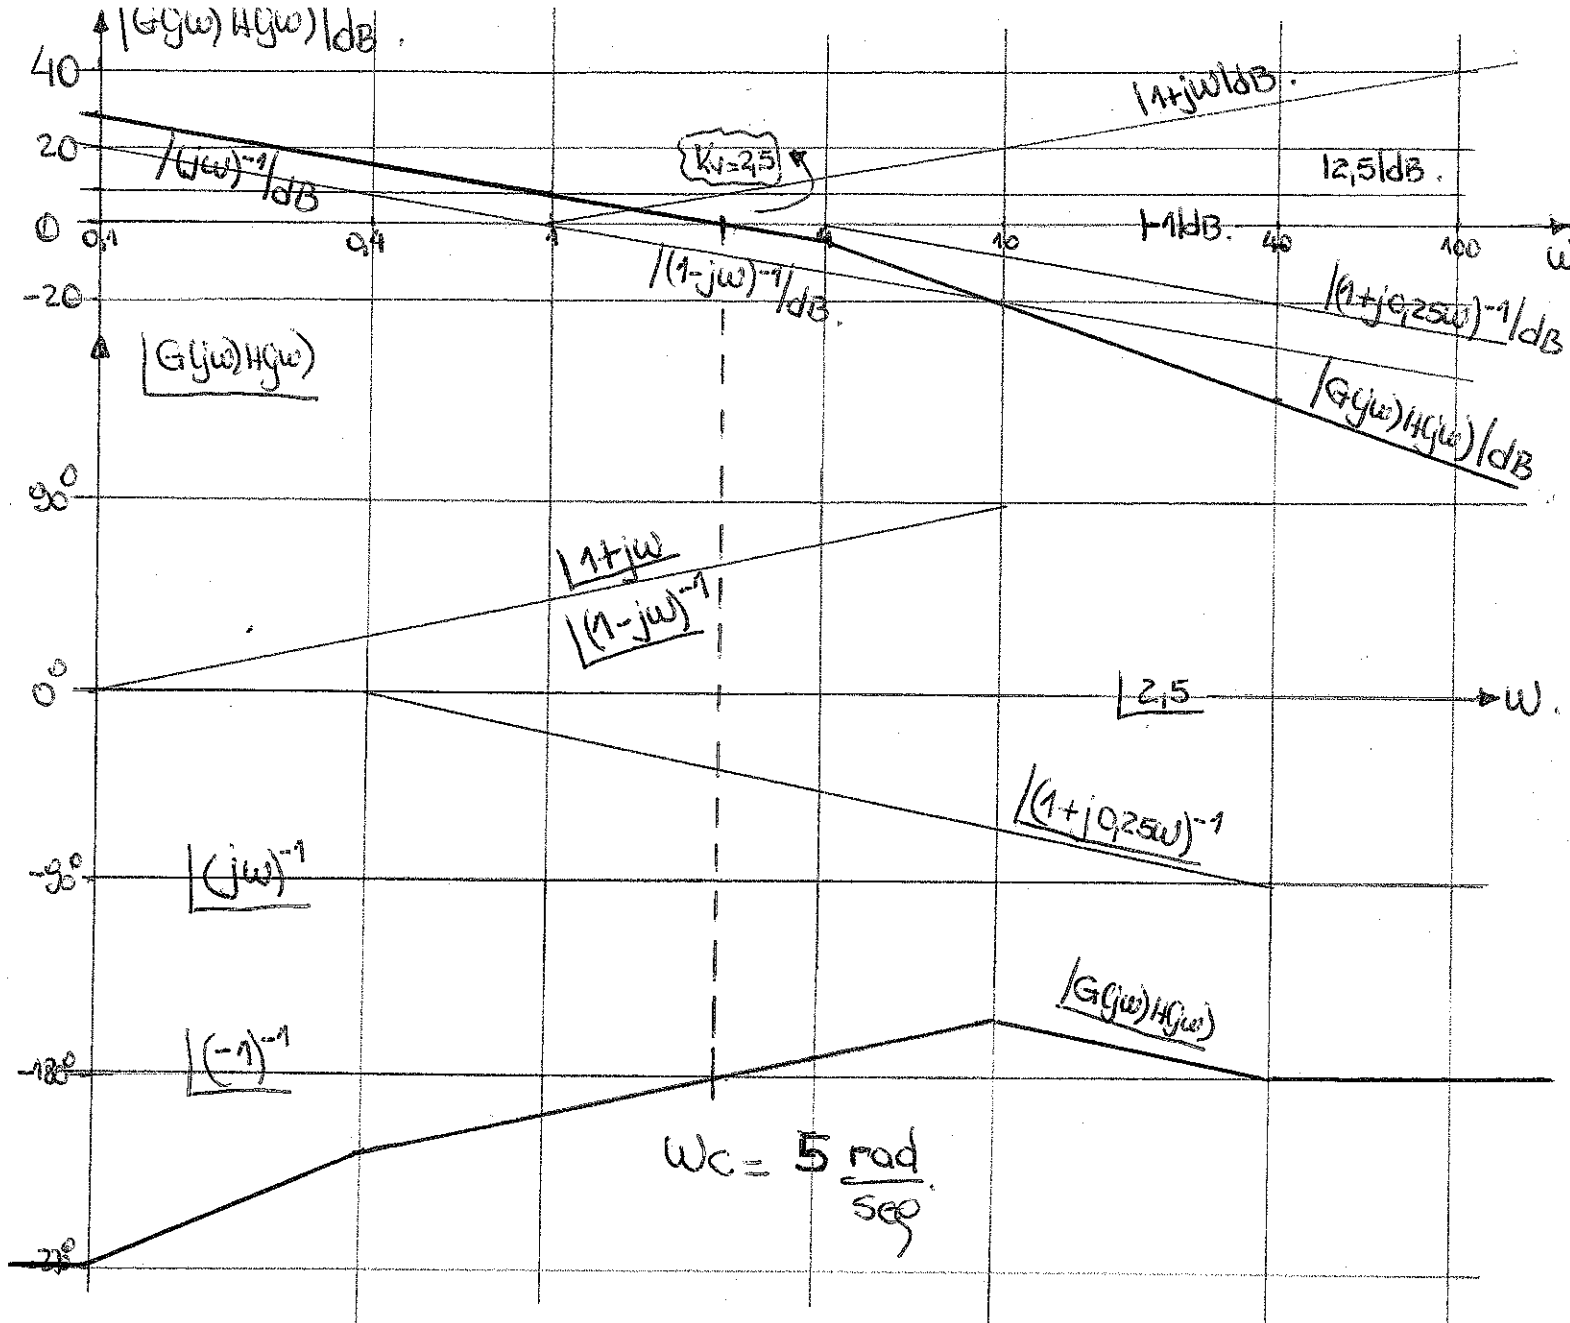 |G(jω)H(jω)|dB.
40
|1+jω|dB.
20
|(jω)⁻¹|dB
Kv=2,5
|2,5|dB.
0 0,1 0,4 1 4 10 |-1|dB. 40 100 ω
|(1-jω)⁻¹|dB.
|(1+j0,25ω)⁻¹|dB
-20
G(jω)H(jω)
|G(jω)H(jω)|dB
90°
1+jω
(1-jω)⁻¹
0° 2,5 ω.
(1+j0,25ω)⁻¹
-90° (jω)⁻¹
G(jω)H(jω)
-180° (-1)⁻¹
ωc = 5 rad
seg.